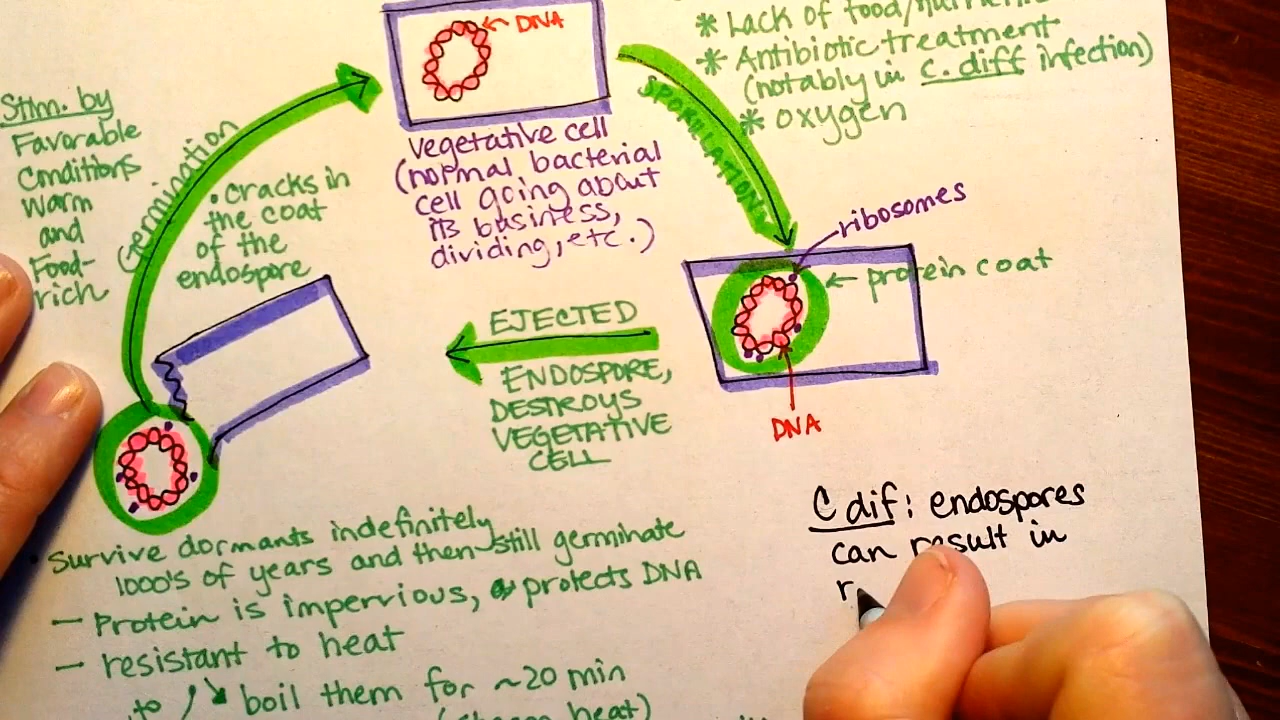 DNA
* Lack of food/
* Antibiotic treatment
(notably in c. diff infection)
* oxygen
SPORULATION
Stim. by
Favorable
Conditions
warm
and
Food-
rich
Germination
• cracks in
the coat
of the
endospore
vegetative cell
(normal bacterial
cell going about
its business,
dividing, etc.)
ribosomes
protein coat
DNA
EJECTED
ENDOSPORE,
DESTROYS
VEGETATIVE
CELL
C dif: endospores
can result in
r
• Survive dormants indefinitely
1000's of years and then still germinate
— Protein is impervious, protects DNA
— resistant to heat
to
boil them for ~20 min
heat)